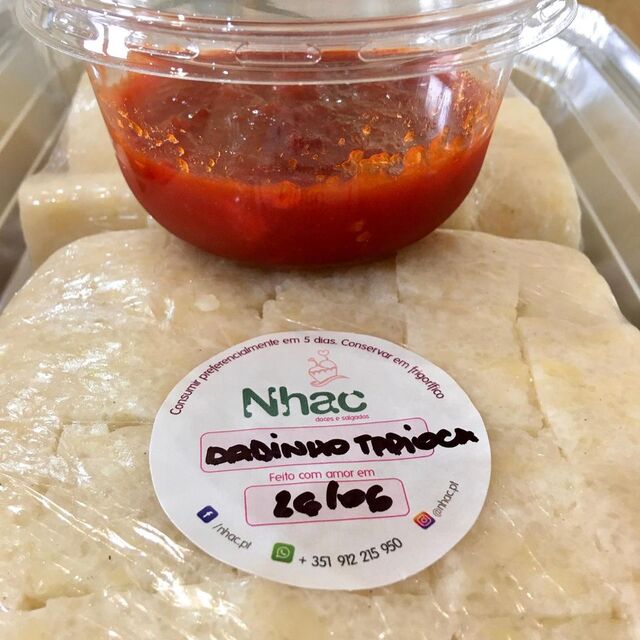 Consumir preferencialmente em 5 dias. Conservar em frigorífico
Nhac
doces e salgados
DADINHO TAPIOCA
Feito com amor em
26/06
/nhac.pt
+ 351 912 215 950
@nhac.pt